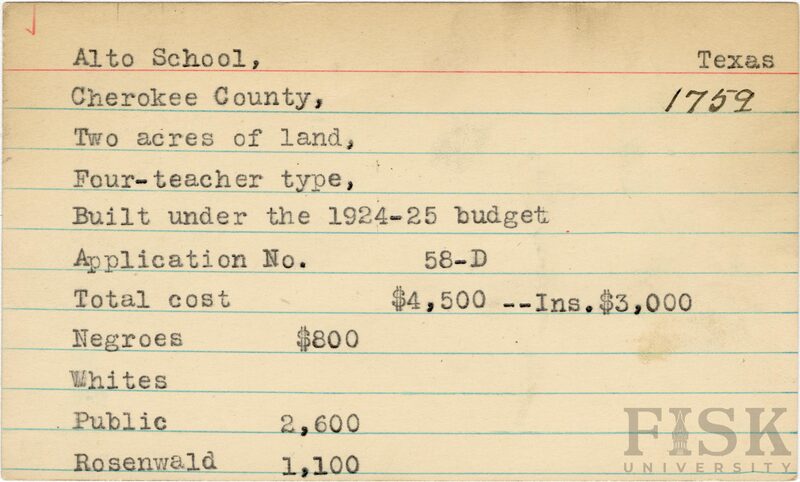 Alto School, Texas
Cherokee County, 1759
Two acres of land,
Four-teacher type,
Built under the 1924-25 budget
Application No. 58-D
Total cost $4,500 --Ins.$3,000
Negroes $800
Whites
Public 2,600
Rosenwald 1,100
FISK
UNIVERSITY